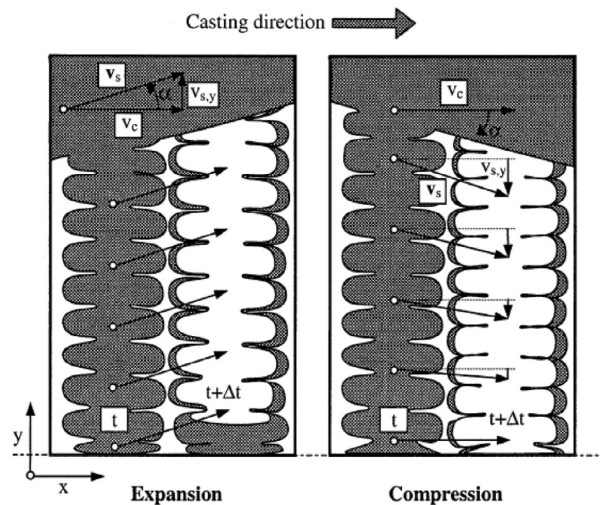 Casting direction
v_s
α
v_s,y
v_c
t
t+Δt
y
x
Expansion
v_c
α
v_s,y
v_s
t
t+Δt
Compression